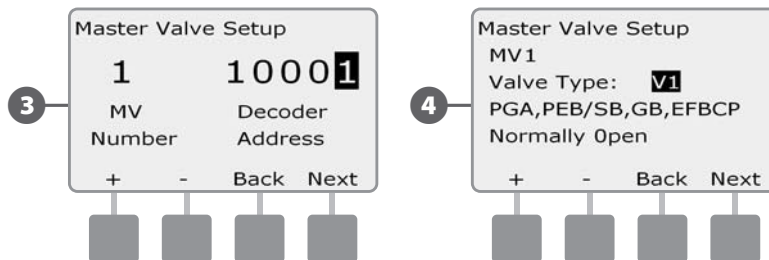 3
Master Valve Setup
1 10001
MV Decoder
Number Address
+ - Back Next
4
Master Valve Setup
MV1
Valve Type: V1
PGA,PEB/SB,GB,EFBCP
Normally Open
+ - Back Next